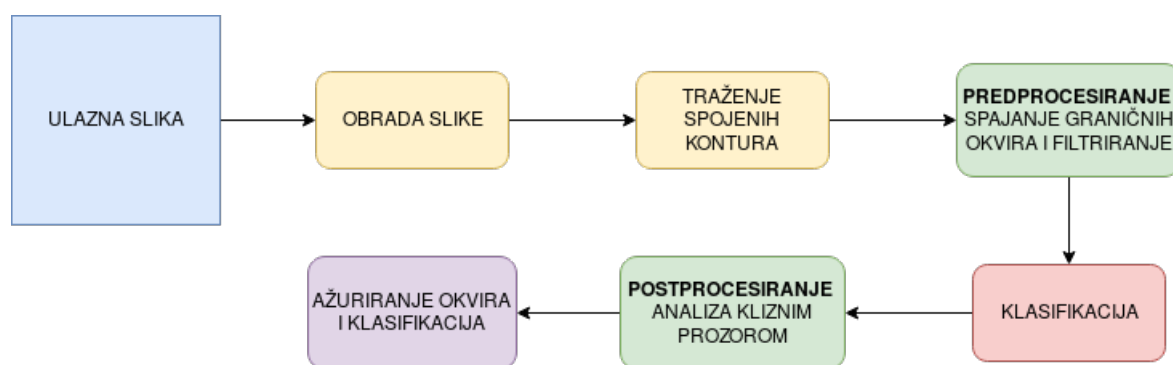 ULAZNA SLIKA
OBRADA SLIKE
TRAŽENJE
SPOJENIH
KONTURA
PREDPROCESIRANJE
SPAJANJE GRANIČNIH
OKVIRA I FILTRIRANJE
KLASIFIKACIJA
POSTPROCESIRANJE
ANALIZA KLIZNIM
PROZOROM
AŽURIRANJE OKVIRA
I KLASIFIKACIJA